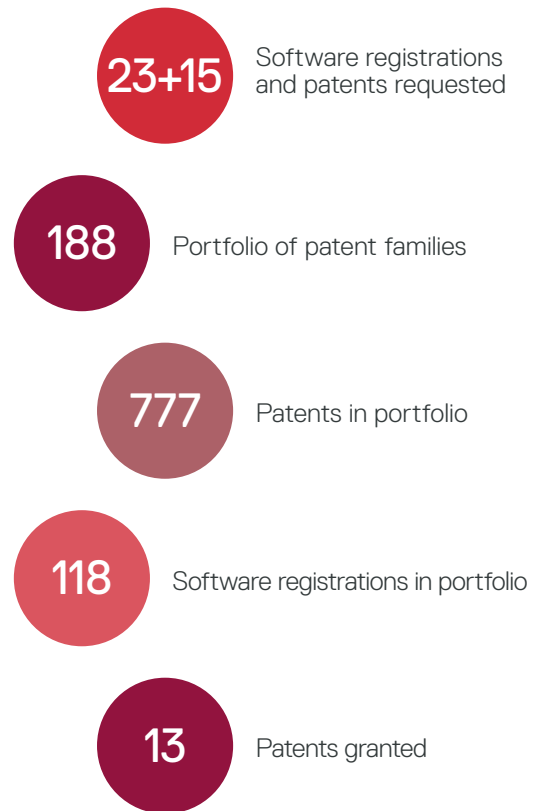 23+15
Software registrations
and patents requested
188
Portfolio of patent families
777
Patents in portfolio
118
Software registrations in portfolio
13
Patents granted